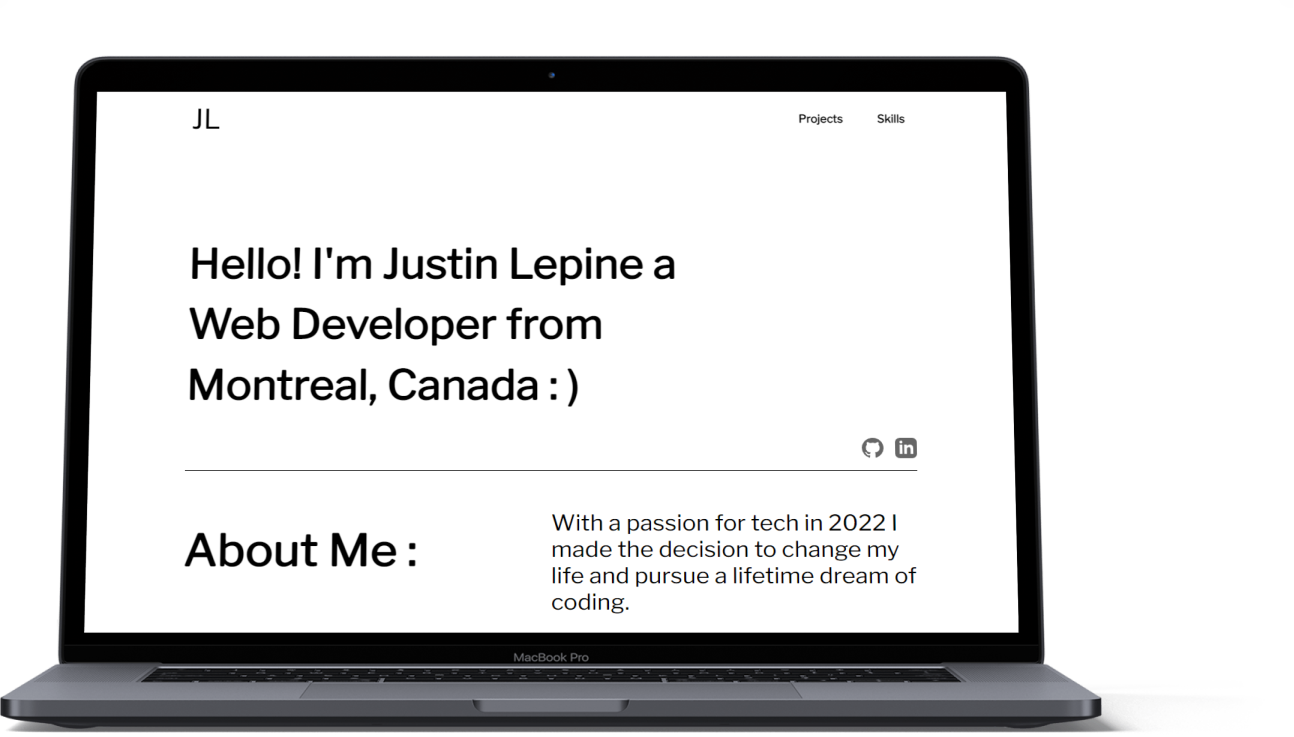 JL
Projects
Skills
Hello! I'm Justin Lepine a
Web Developer from
Montreal, Canada : )
in
About Me :
With a passion for tech in 2022 I
made the decision to change my
life and pursue a lifetime dream of
coding.
MacBook Pro